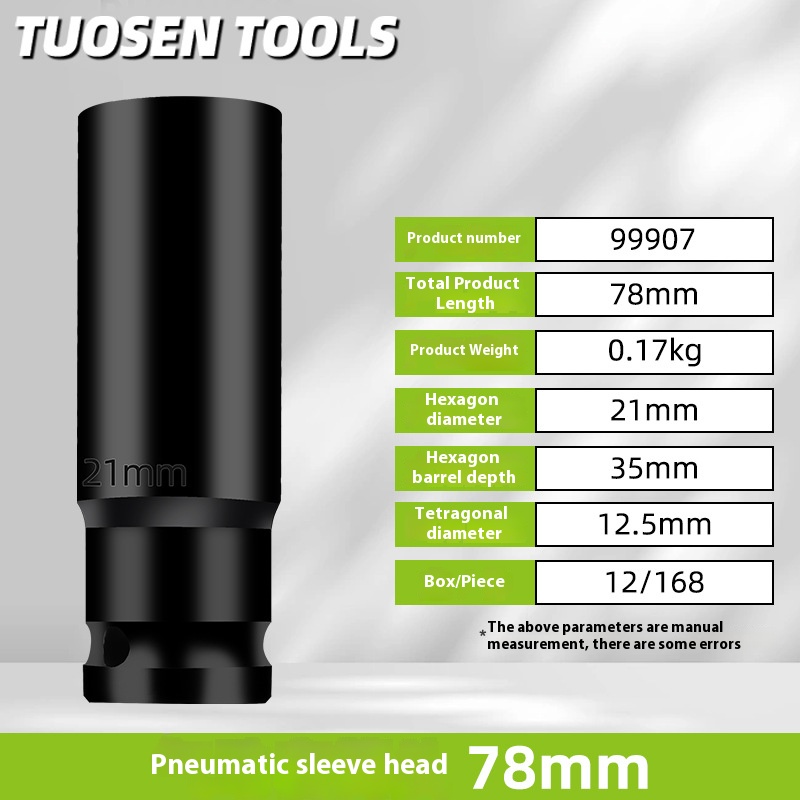 TUOSEN TOOLS
21mm
Product number
99907
Total Product
Length
78mm
Product Weight
0.17kg
Hexagon
diameter
21mm
Hexagon
barrel depth
35mm
Tetragonal
diameter
12.5mm
Box/Piece
12/168
*The above parameters are manual
measurement, there are some errors
Pneumatic sleeve head 78mm